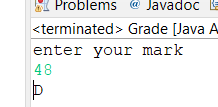 Problems @ Javadoc
<terminated> Grade [Java A
enter your mark
48
D